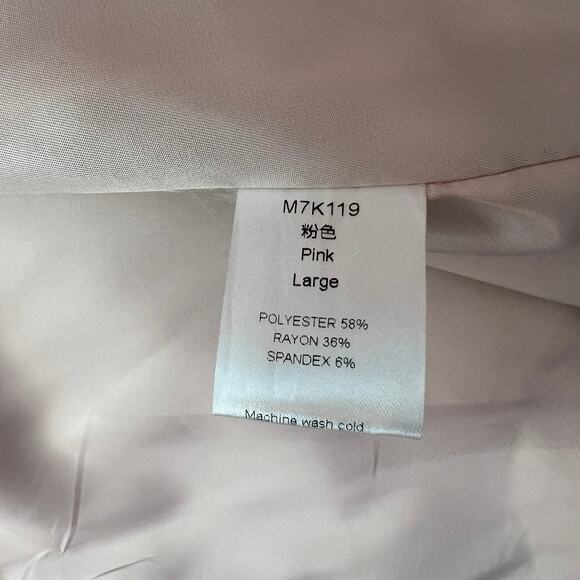 M7K119
粉色
Pink
Large
POLYESTER 58%
RAYON 36%
SPANDEX 6%
Machine wash cold